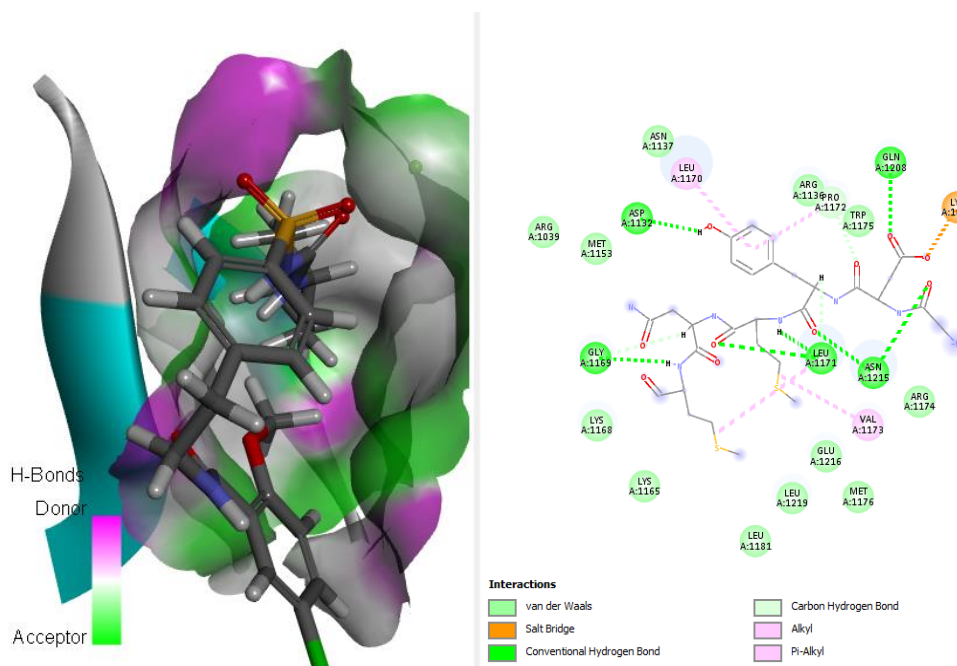 H-Bonds
Donor
Acceptor
ASN
A:1137
LEU
A:1170
GLN
A:1208
ARG
A:1136
PRO
A:1172
ASP
A:1132
TRP
A:1175
ARG
A:1039
MET
A:1153
H
O
H
O
O
O
O
O
N
N
H
N
N
N
O
H
O
O
H
O
GLY
A:1169
LEU
A:1171
ASN
A:1215
H
N
O
O
S
ARG
A:1174
VAL
A:1173
LYS
A:1168
S
GLU
A:1216
LYS
A:1165
LEU
A:1219
MET
A:1176
LEU
A:1181
Interactions
van der Waals
Salt Bridge
Conventional Hydrogen Bond
Carbon Hydrogen Bond
Alkyl
Pi-Alkyl